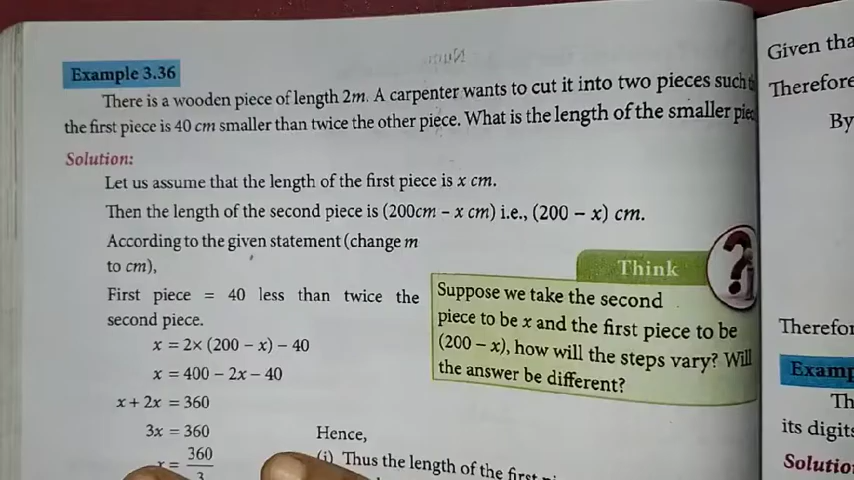 Example 3.36
There is a wooden piece of length 2m. A carpenter wants to cut it into two pieces such
the first piece is 40 cm smaller than twice the other piece. What is the length of the smaller
Solution:
Let us assume that the length of the first piece is x cm.
Then the length of the second piece is (200cm – x cm) i.e., (200 – x) cm.
According to the given statement (change m
to cm),
First piece = 40 less than twice the
second piece.
x = 2× (200 – x) – 40
x = 400 – 2x – 40
x + 2x = 360
3x = 360
x = 360
3
Hence,
(i) Thus the length of the first
Think
?
Suppose we take the second
piece to be x and the first piece to be
(200 – x), how will the steps vary? Will
the answer be different?
Given tha
Therefore
By
Therefor
Examp
Th
its digits
Solutio